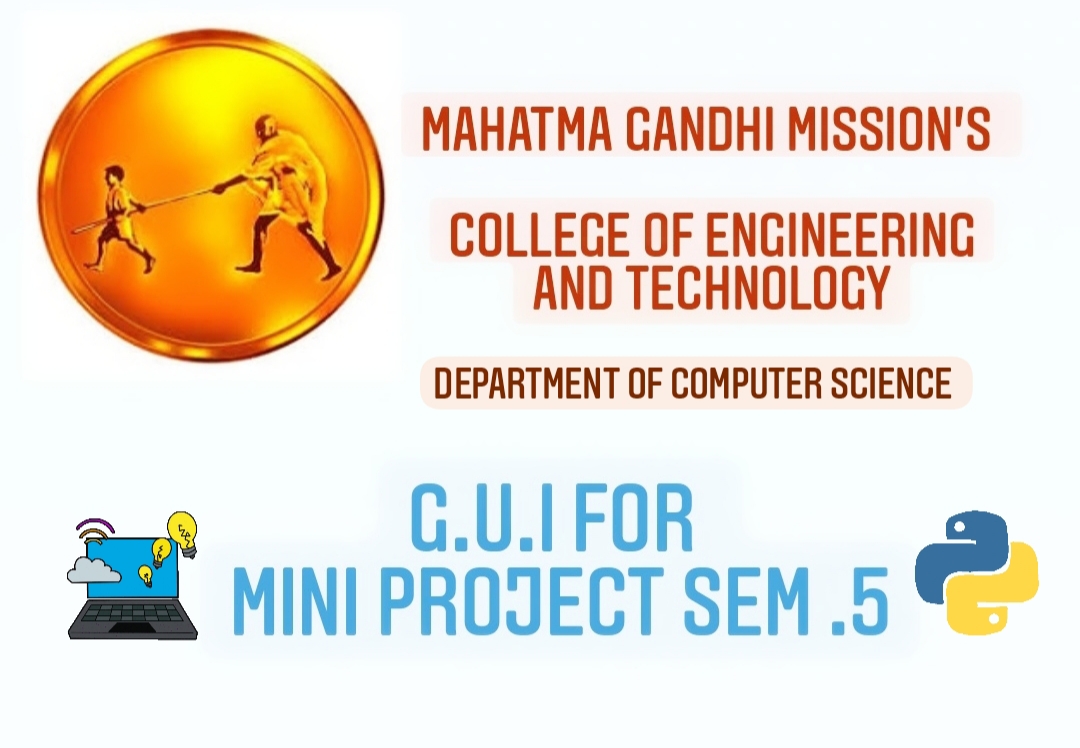 MAHATMA GANDHI MISSION'S
COLLEGE OF ENGINEERING
AND TECHNOLOGY
DEPARTMENT OF COMPUTER SCIENCE
G.U.I FOR
MINI PROJECT SEM .5